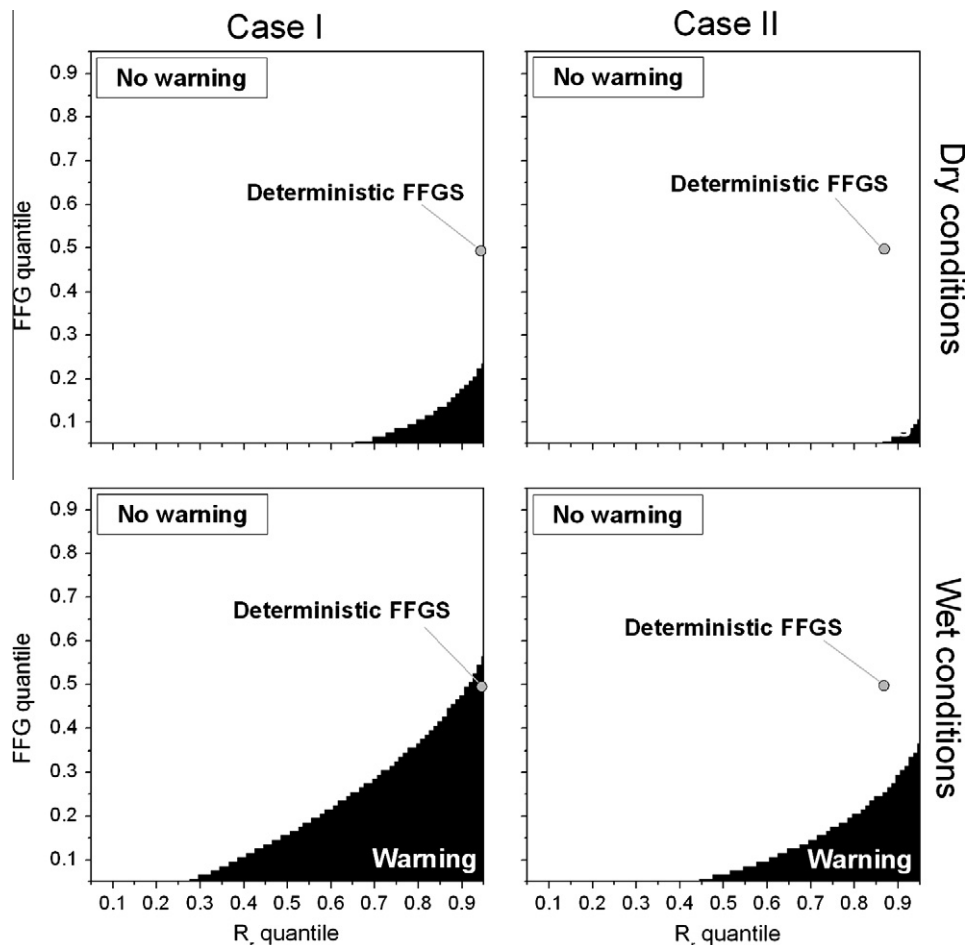 Case I
Case II
No warning
No warning
Deterministic FFGS
Deterministic FFGS
FFG quantile
0.9
0.8
0.7
0.6
0.5
0.4
0.3
0.2
0.1
Dry conditions
No warning
No warning
Deterministic FFGS
Deterministic FFGS
FFG quantile
0.9
0.8
0.7
0.6
0.5
0.4
0.3
0.2
0.1
Warning
Warning
Wet conditions
0.1 0.2 0.3 0.4 0.5 0.6 0.7 0.8 0.9
0.1 0.2 0.3 0.4 0.5 0.6 0.7 0.8 0.9
R quantile
R quantile